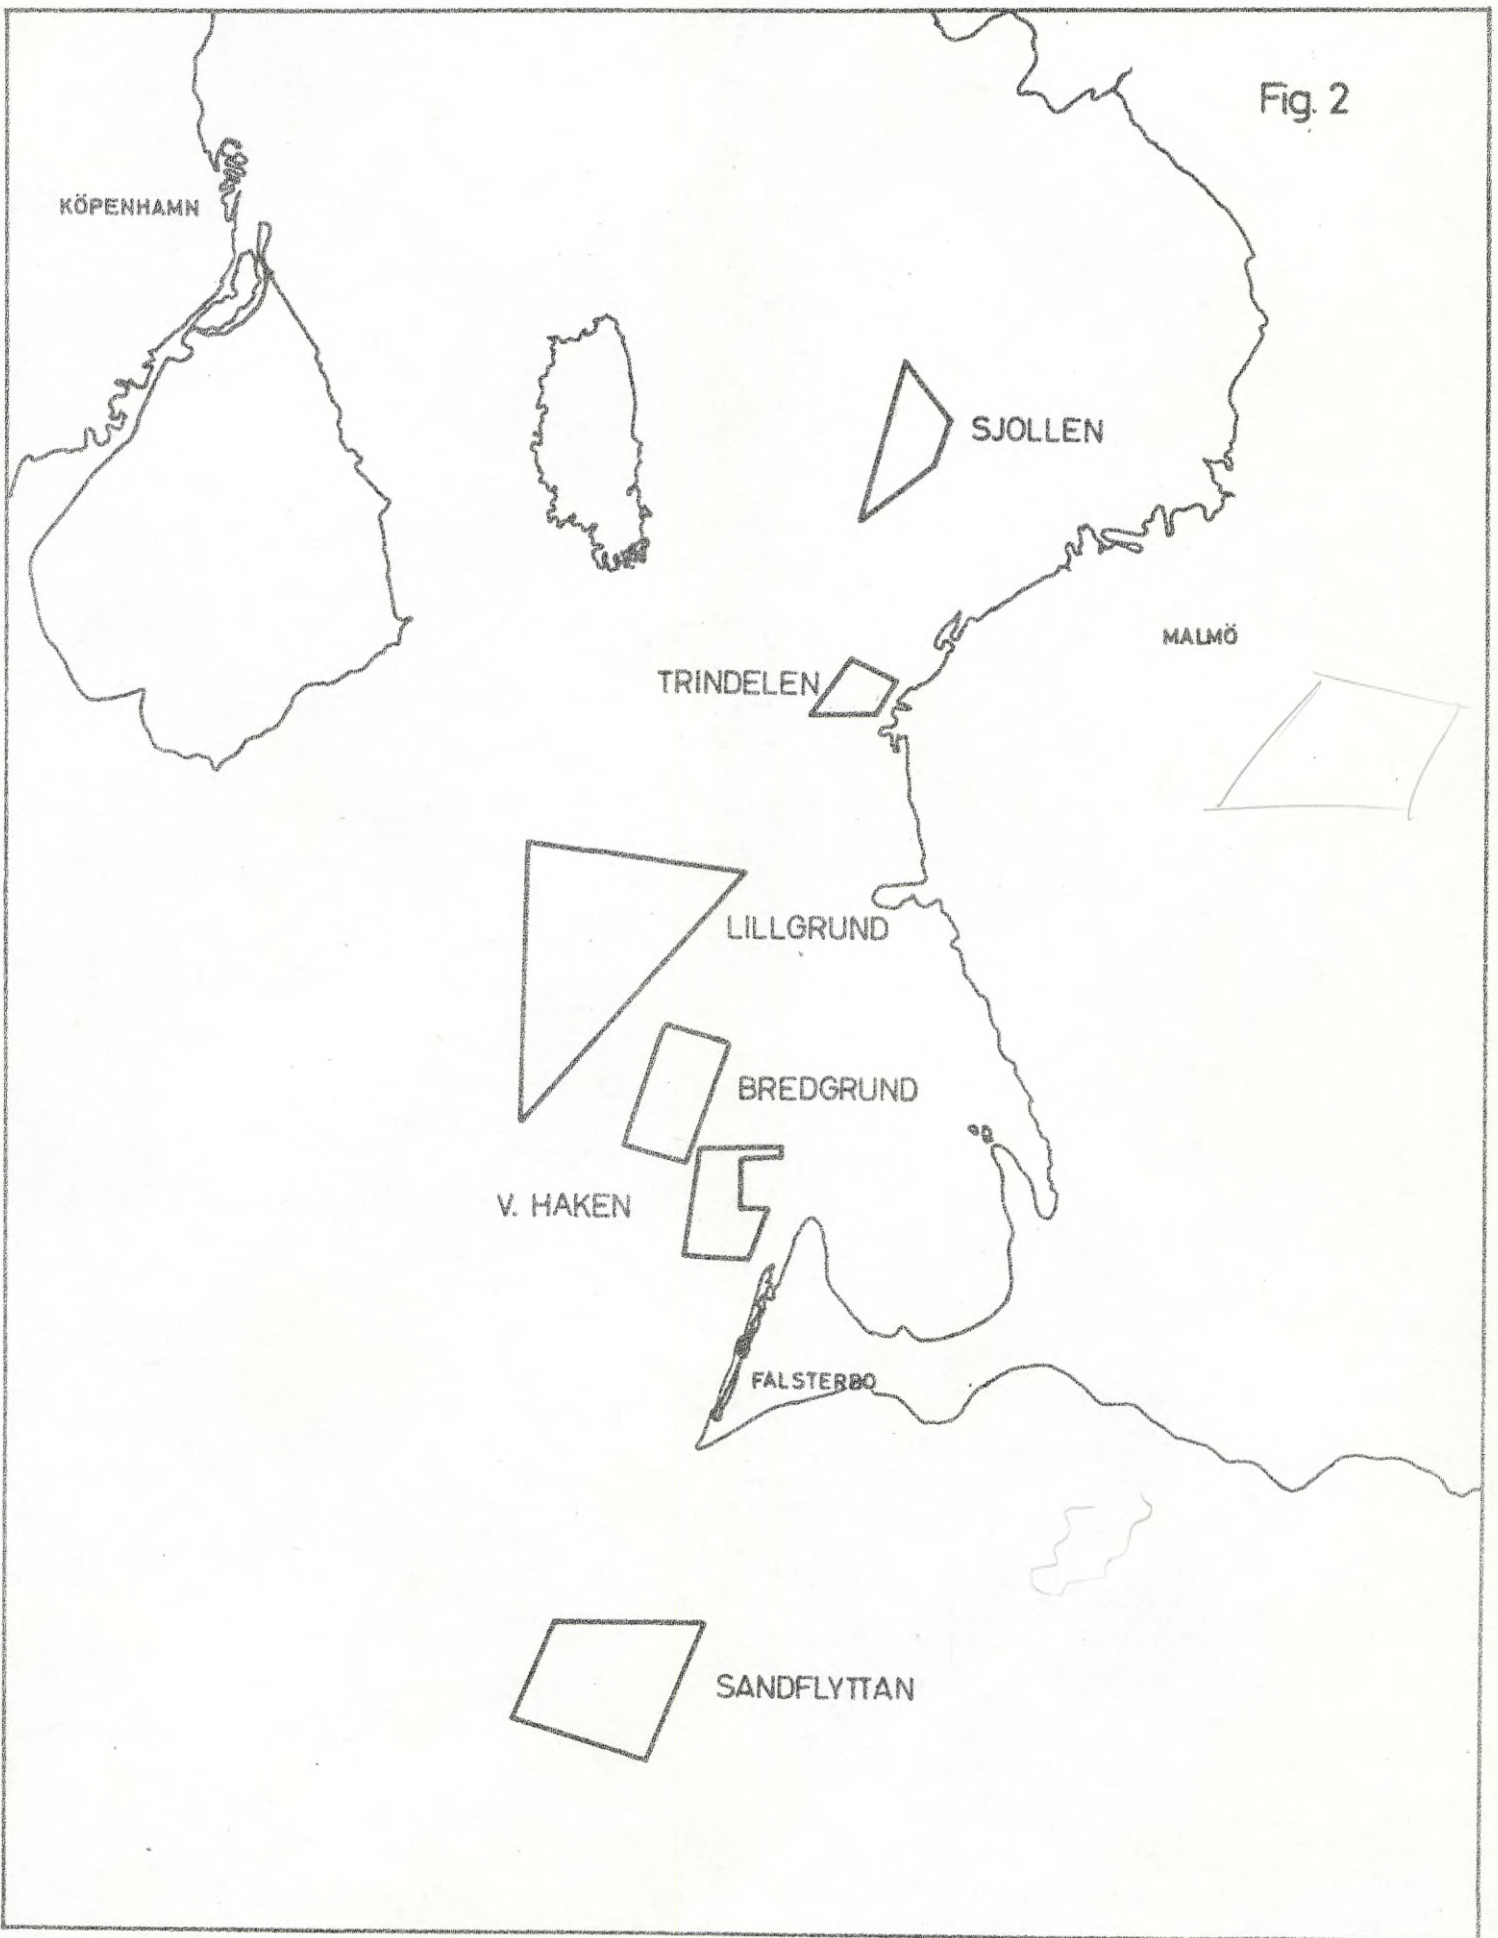 Fig. 2
KÖPENHAMN
SJOLLEN
MALMÖ
TRINDELEN
LILLGRUND
BREDGRUND
V. HAKEN
FALSTERBO
SANDFLYTTAN